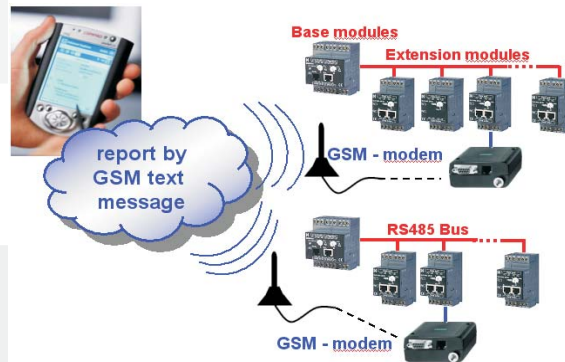 Base modules
Extension modules
report by
GSM text
message
GSM - modem
RS485 Bus
GSM - modem